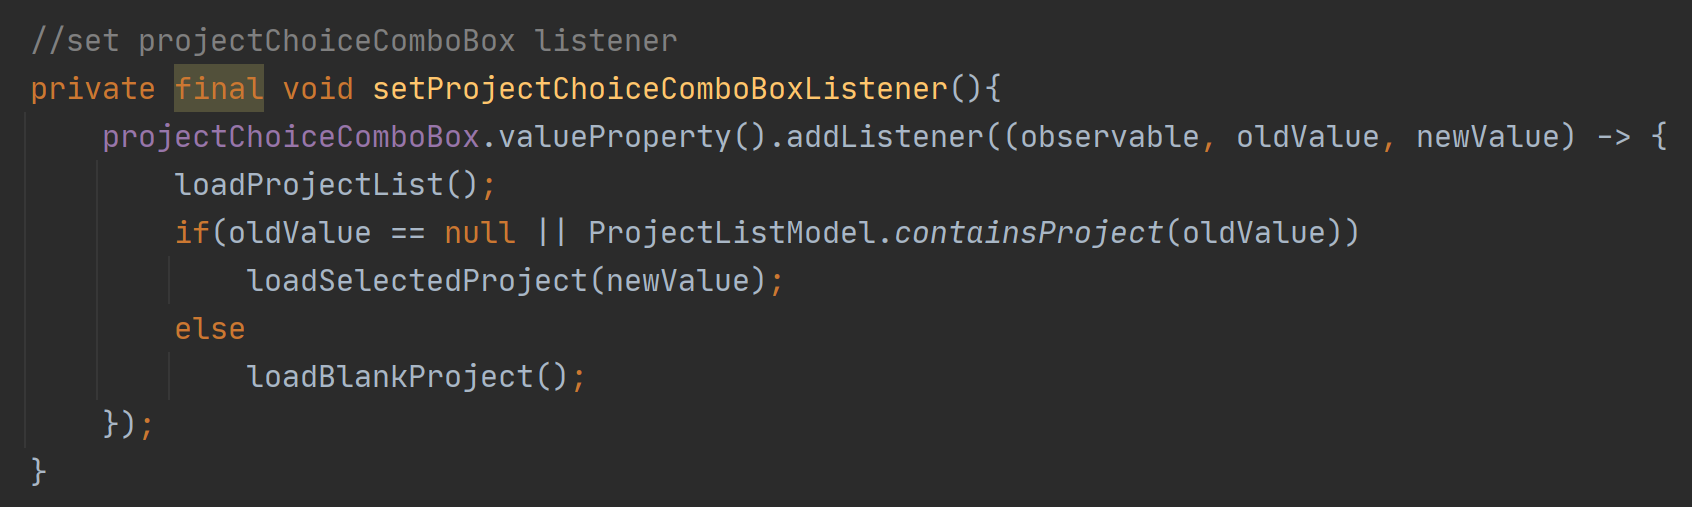 //set projectChoiceComboBox listener
private final void setProjectChoiceComboBoxListener(){
    projectChoiceComboBox.valueProperty().addListener((observable, oldValue, newValue) -> {
        loadProjectList();
        if(oldValue == null || ProjectListModel.containsProject(oldValue))
            loadSelectedProject(newValue);
        else
            loadBlankProject();
    });
}